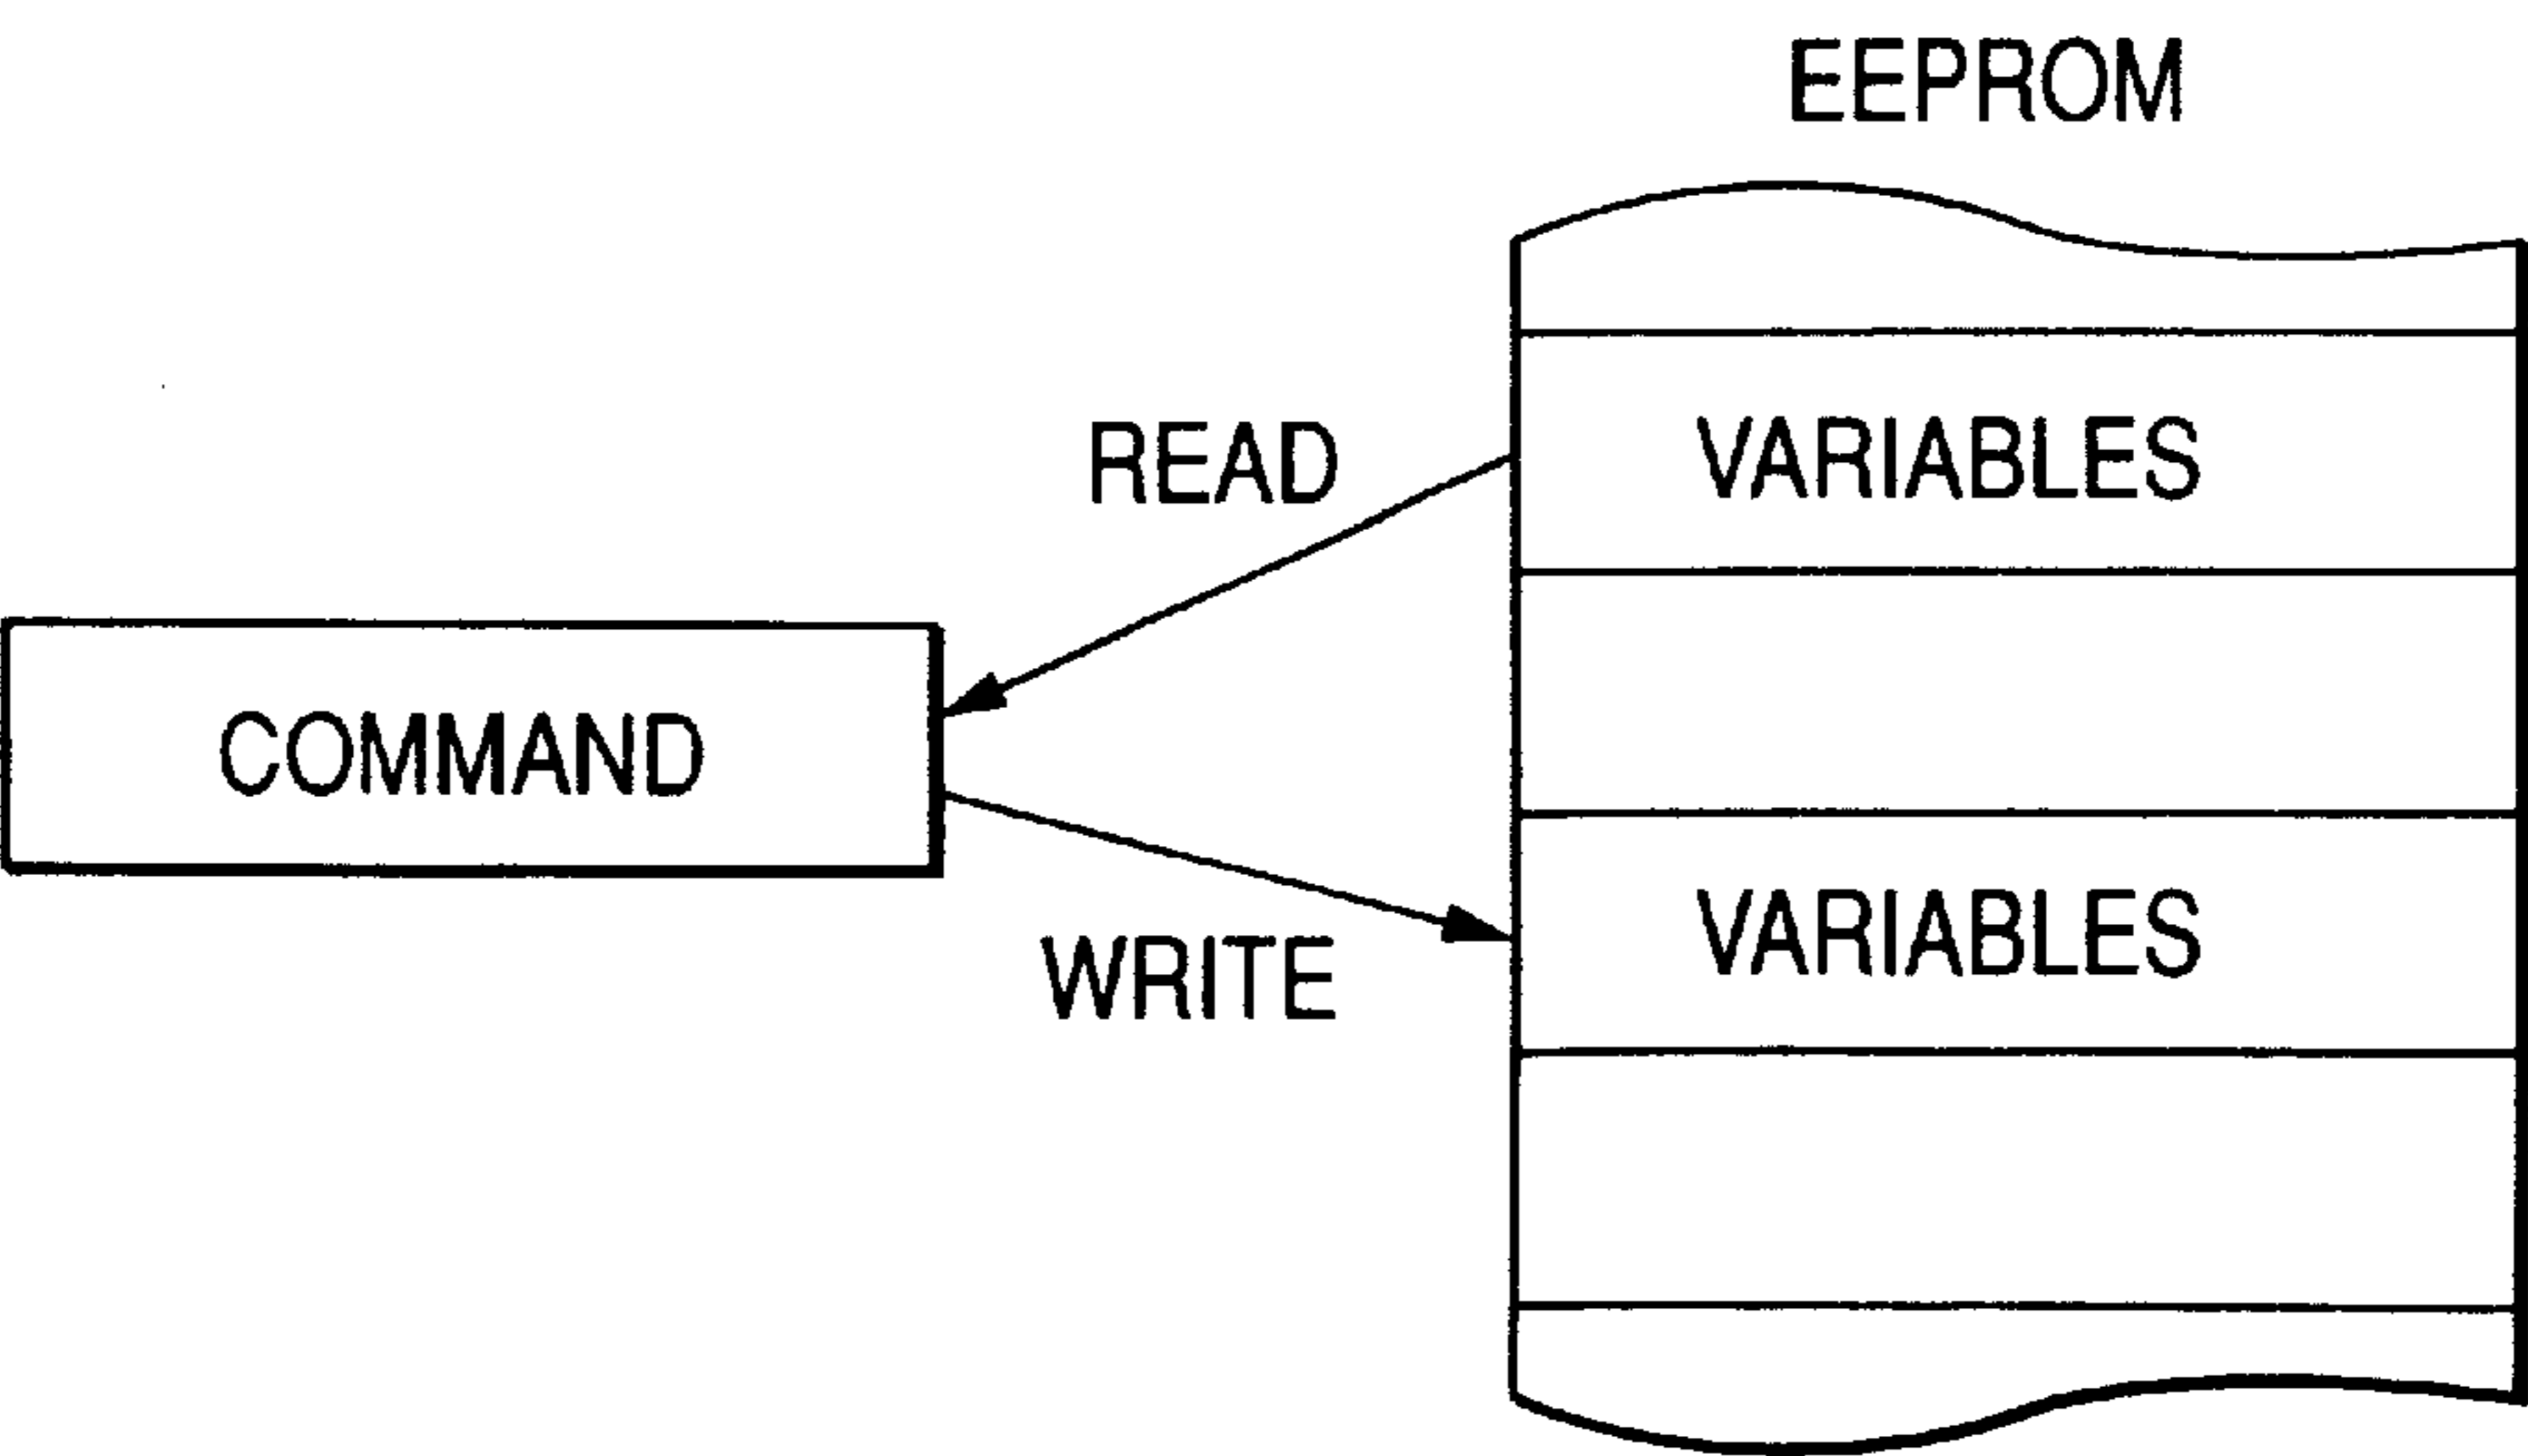 EEPROM
READ
VARIABLES
COMMAND
WRITE
VARIABLES